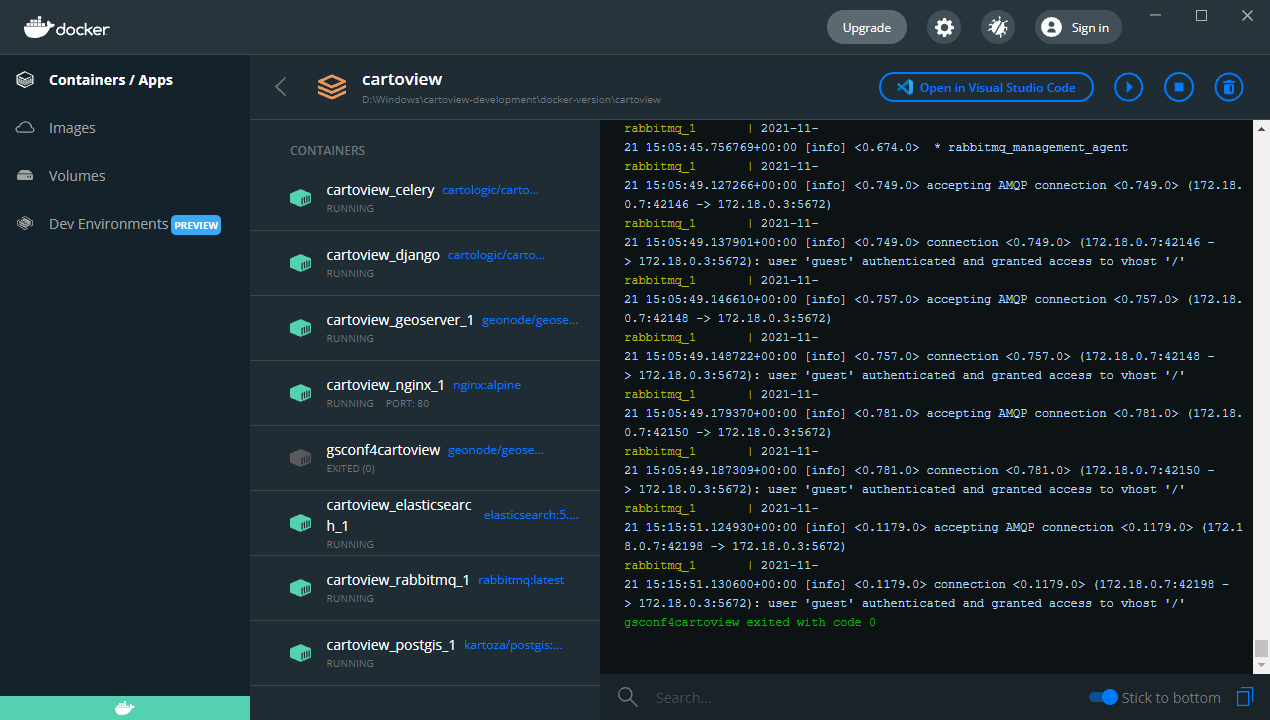 docker
Upgrade
Sign in
Containers / Apps
Images
Volumes
Dev Environments PREVIEW
cartoview
D:\Windows\cartoview-development\docker-version\cartoview
Open in Visual Studio Code
CONTAINERS
cartoview_celery cartologic/carto...
RUNNING
cartoview_django cartologic/carto...
RUNNING
cartoview_geoserver_1 geonode/geose...
RUNNING
cartoview_nginx_1 nginx:alpine
RUNNING PORT: 80
gsconf4cartoview geonode/geose...
EXITED (0)
cartoview_elasticsearc
h_1 elasticsearch:5....
RUNNING
cartoview_rabbitmq_1 rabbitmq:latest
RUNNING
cartoview_postgis_1 kartoza/postgis:...
RUNNING
rabbitmq_1 | 2021-11-
21 15:05:45.756769+00:00 [info] <0.674.0> * rabbitmq_management_agent
rabbitmq_1 | 2021-11-
21 15:05:49.127266+00:00 [info] <0.749.0> accepting AMQP connection <0.749.0> (172.18.
0.7:42146 -> 172.18.0.3:5672)
rabbitmq_1 | 2021-11-
21 15:05:49.137901+00:00 [info] <0.749.0> connection <0.749.0> (172.18.0.7:42146 -
> 172.18.0.3:5672): user 'guest' authenticated and granted access to vhost '/'
rabbitmq_1 | 2021-11-
21 15:05:49.146610+00:00 [info] <0.757.0> accepting AMQP connection <0.757.0> (172.18.
0.7:42148 -> 172.18.0.3:5672)
rabbitmq_1 | 2021-11-
21 15:05:49.148722+00:00 [info] <0.757.0> connection <0.757.0> (172.18.0.7:42148 -
> 172.18.0.3:5672): user 'guest' authenticated and granted access to vhost '/'
rabbitmq_1 | 2021-11-
21 15:05:49.179370+00:00 [info] <0.781.0> accepting AMQP connection <0.781.0> (172.18.
0.7:42150 -> 172.18.0.3:5672)
rabbitmq_1 | 2021-11-
21 15:05:49.187309+00:00 [info] <0.781.0> connection <0.781.0> (172.18.0.7:42150 -
> 172.18.0.3:5672): user 'guest' authenticated and granted access to vhost '/'
rabbitmq_1 | 2021-11-
21 15:15:51.124930+00:00 [info] <0.1179.0> accepting AMQP connection <0.1179.0> (172.1
8.0.7:42198 -> 172.18.0.3:5672)
rabbitmq_1 | 2021-11-
21 15:15:51.130600+00:00 [info] <0.1179.0> connection <0.1179.0> (172.18.0.7:42198 -
> 172.18.0.3:5672): user 'guest' authenticated and granted access to vhost '/'
gsconf4cartoview exited with code 0
Search...
Stick to bottom